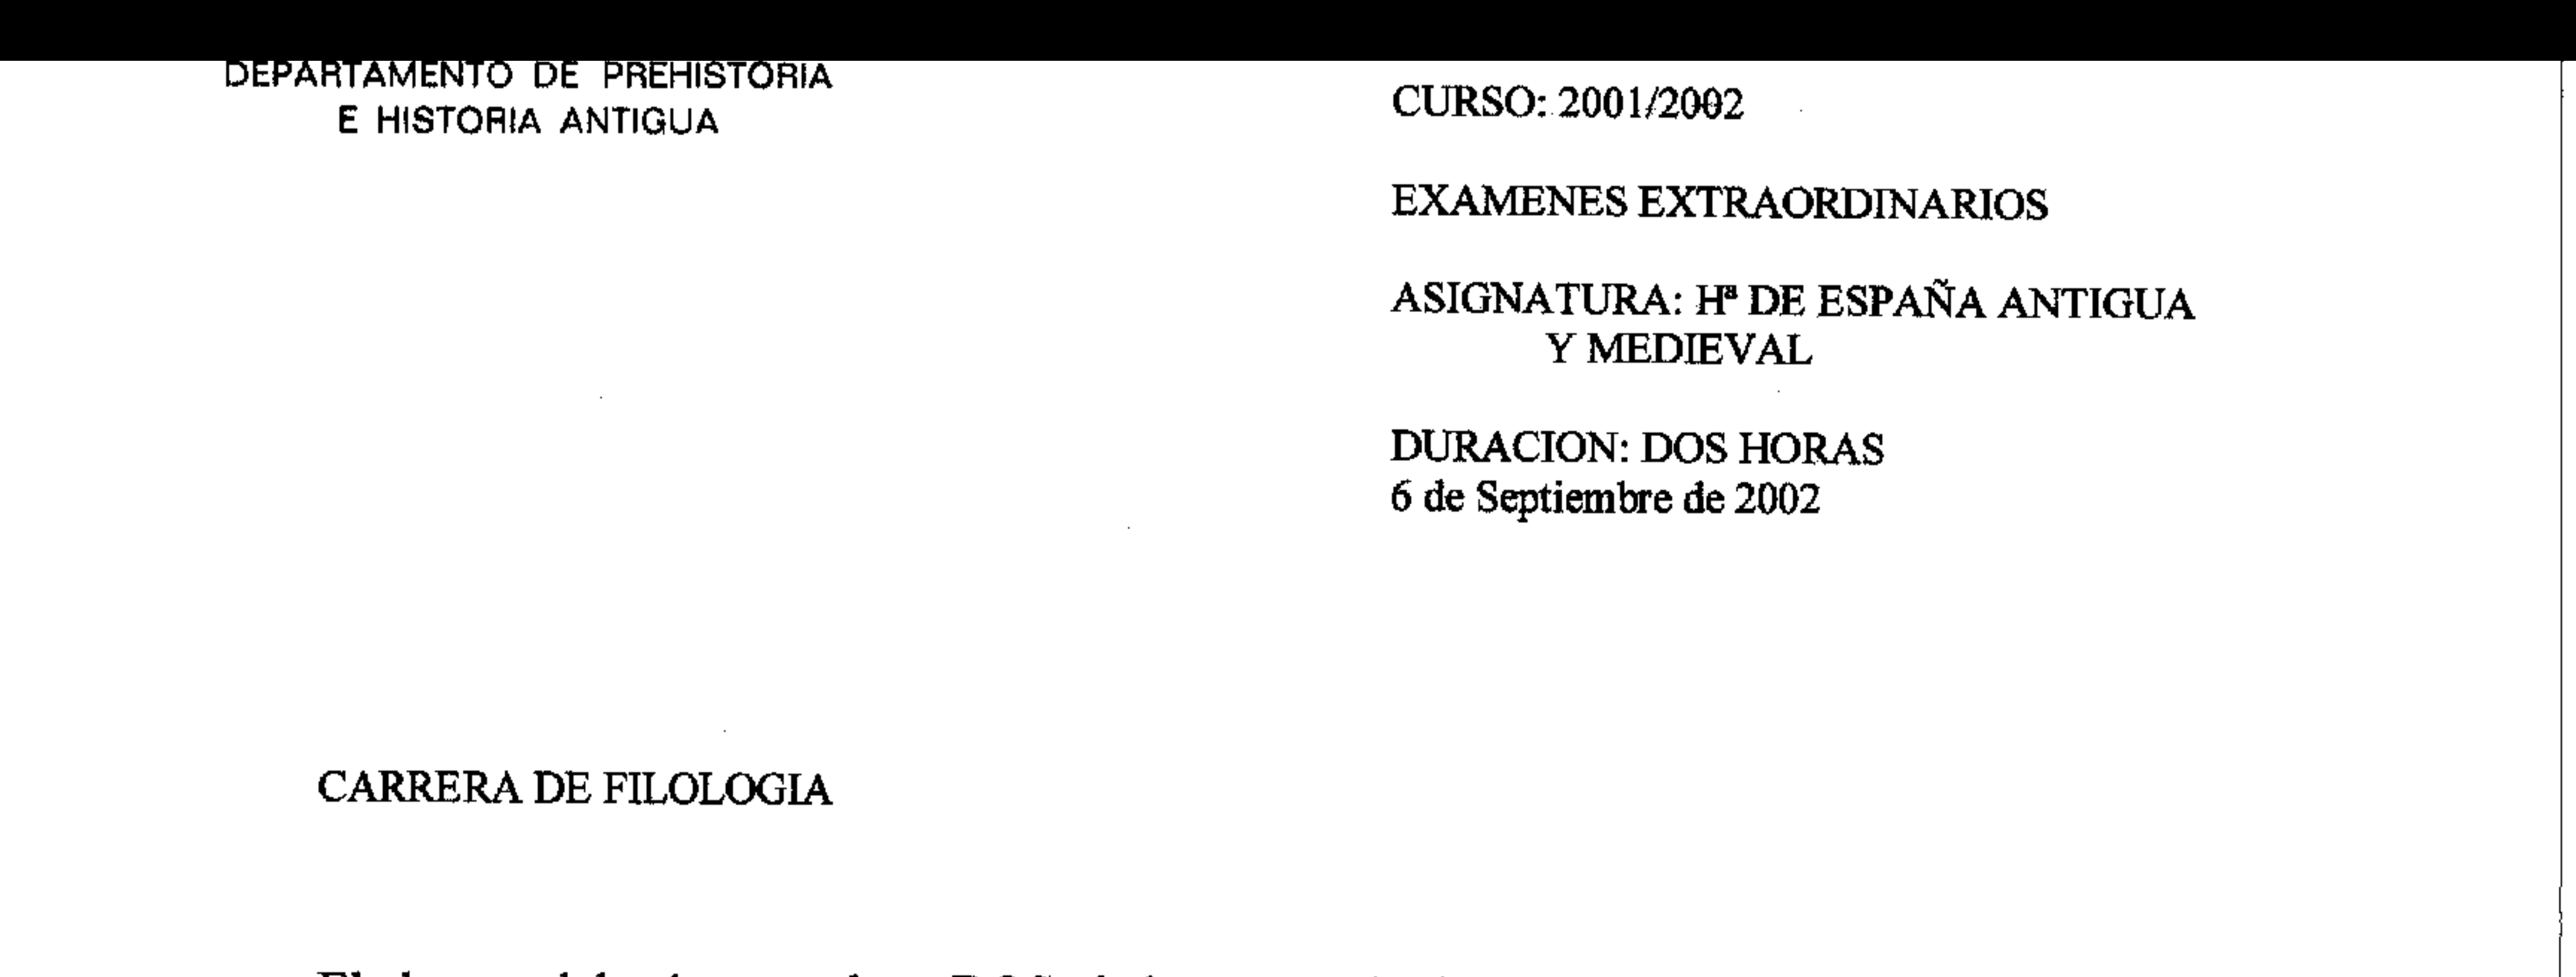 DEPARTAMENTO DE PREHISTORIA
E HISTORIA ANTIGUA
CURSO: 2001/2002
EXAMENES EXTRAORDINARIOS
ASIGNATURA: Hª DE ESPAÑA ANTIGUA
Y MEDIEVAL
DURACION: DOS HORAS
6 de Septiembre de 2002
CARRERA DE FILOLOGIA